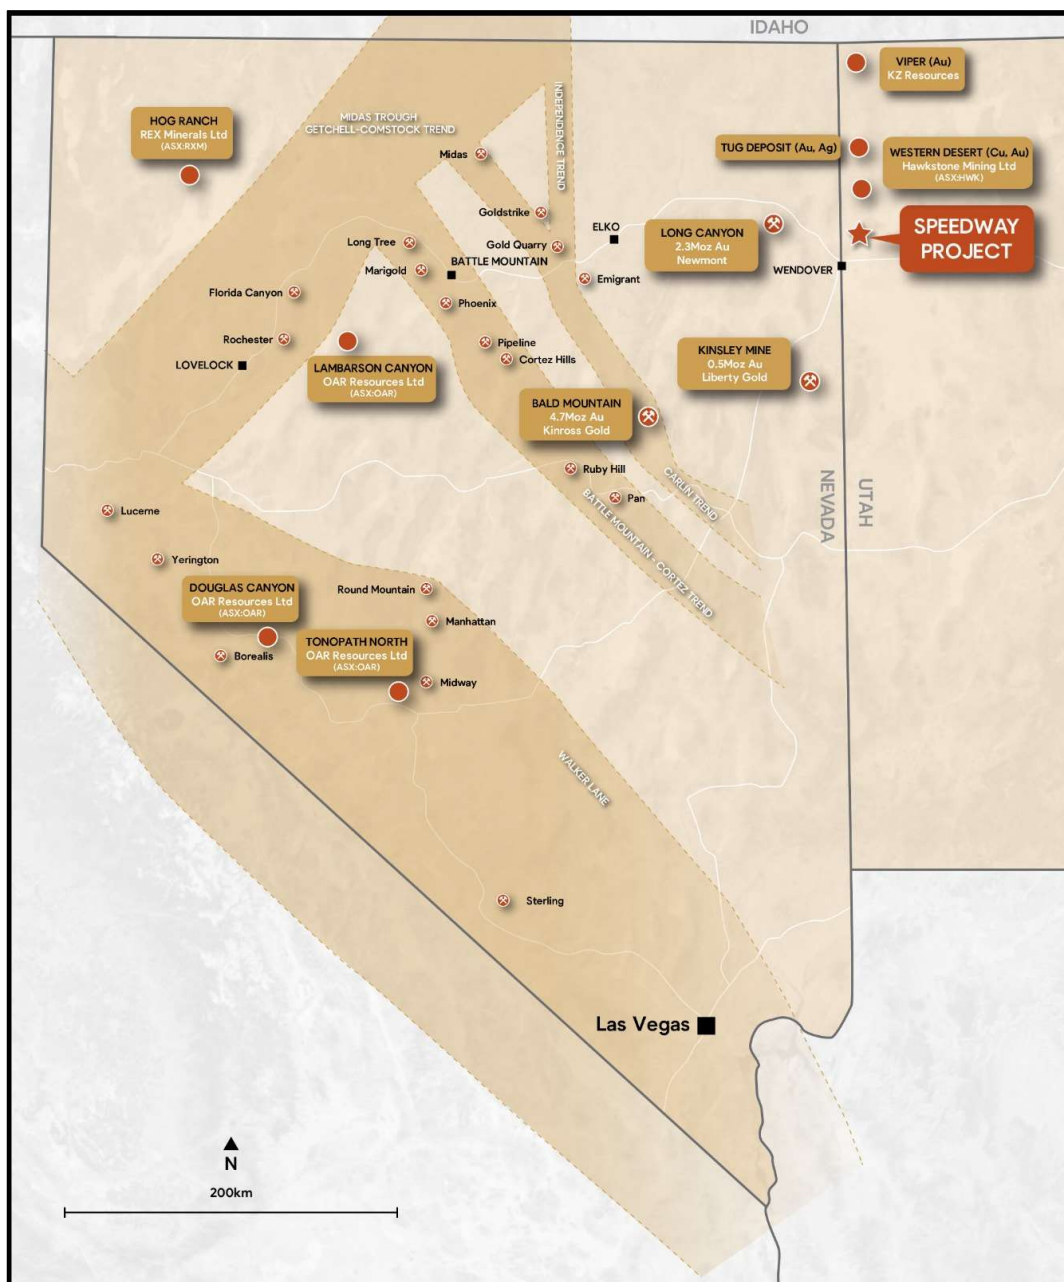 IDAHO
VIPER (Au)
KZ Resources
HOG RANCH
REX Minerals Ltd
(ASX:RXM)
MIDAS TROUGH
GETCHELL-COMSTOCK TREND
INDEPENDENCE TREND
Midas
TUG DEPOSIT (Au, Ag)
WESTERN DESERT (Cu, Au)
Hawkstone Mining Ltd
(ASX:HWK)
Goldstrike
SPEEDWAY
PROJECT
ELKO
LONG CANYON
2.3Moz Au
Newmont
Long Tree
Gold Quarry
BATTLE MOUNTAIN
Marigold
WENDOVER
Emigrant
Florida Canyon
Phoenix
Rochester
Pipeline
Cortez Hills
LOVELOCK
LAMBARSON CANYON
OAR Resources Ltd
(ASX:OAR)
KINSLEY MINE
0.5Moz Au
Liberty Gold
BALD MOUNTAIN
4.7Moz Au
Kinross Gold
Ruby Hill
CARLIN TREND
NEVADA
UTAH
Pan
BATTLE MOUNTAIN - CORTEZ TREND
Lucerne
Yerington
DOUGLAS CANYON
OAR Resources Ltd
(ASX:OAR)
Round Mountain
Manhattan
TONOPATH NORTH
OAR Resources Ltd
(ASX:OAR)
Borealis
Midway
WALKER LANE
Sterling
Las Vegas
N
200km